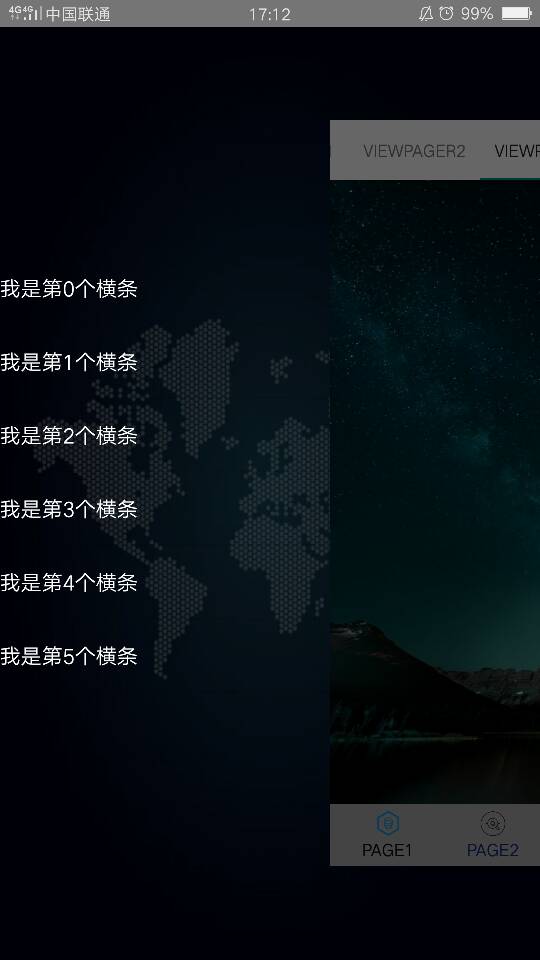 4G 4G 中国联通 17:12 99%
VIEWPAGER2 VIEWP
我是第0个横条
我是第1个横条
我是第2个横条
我是第3个横条
我是第4个横条
我是第5个横条
PAGE1 PAGE2